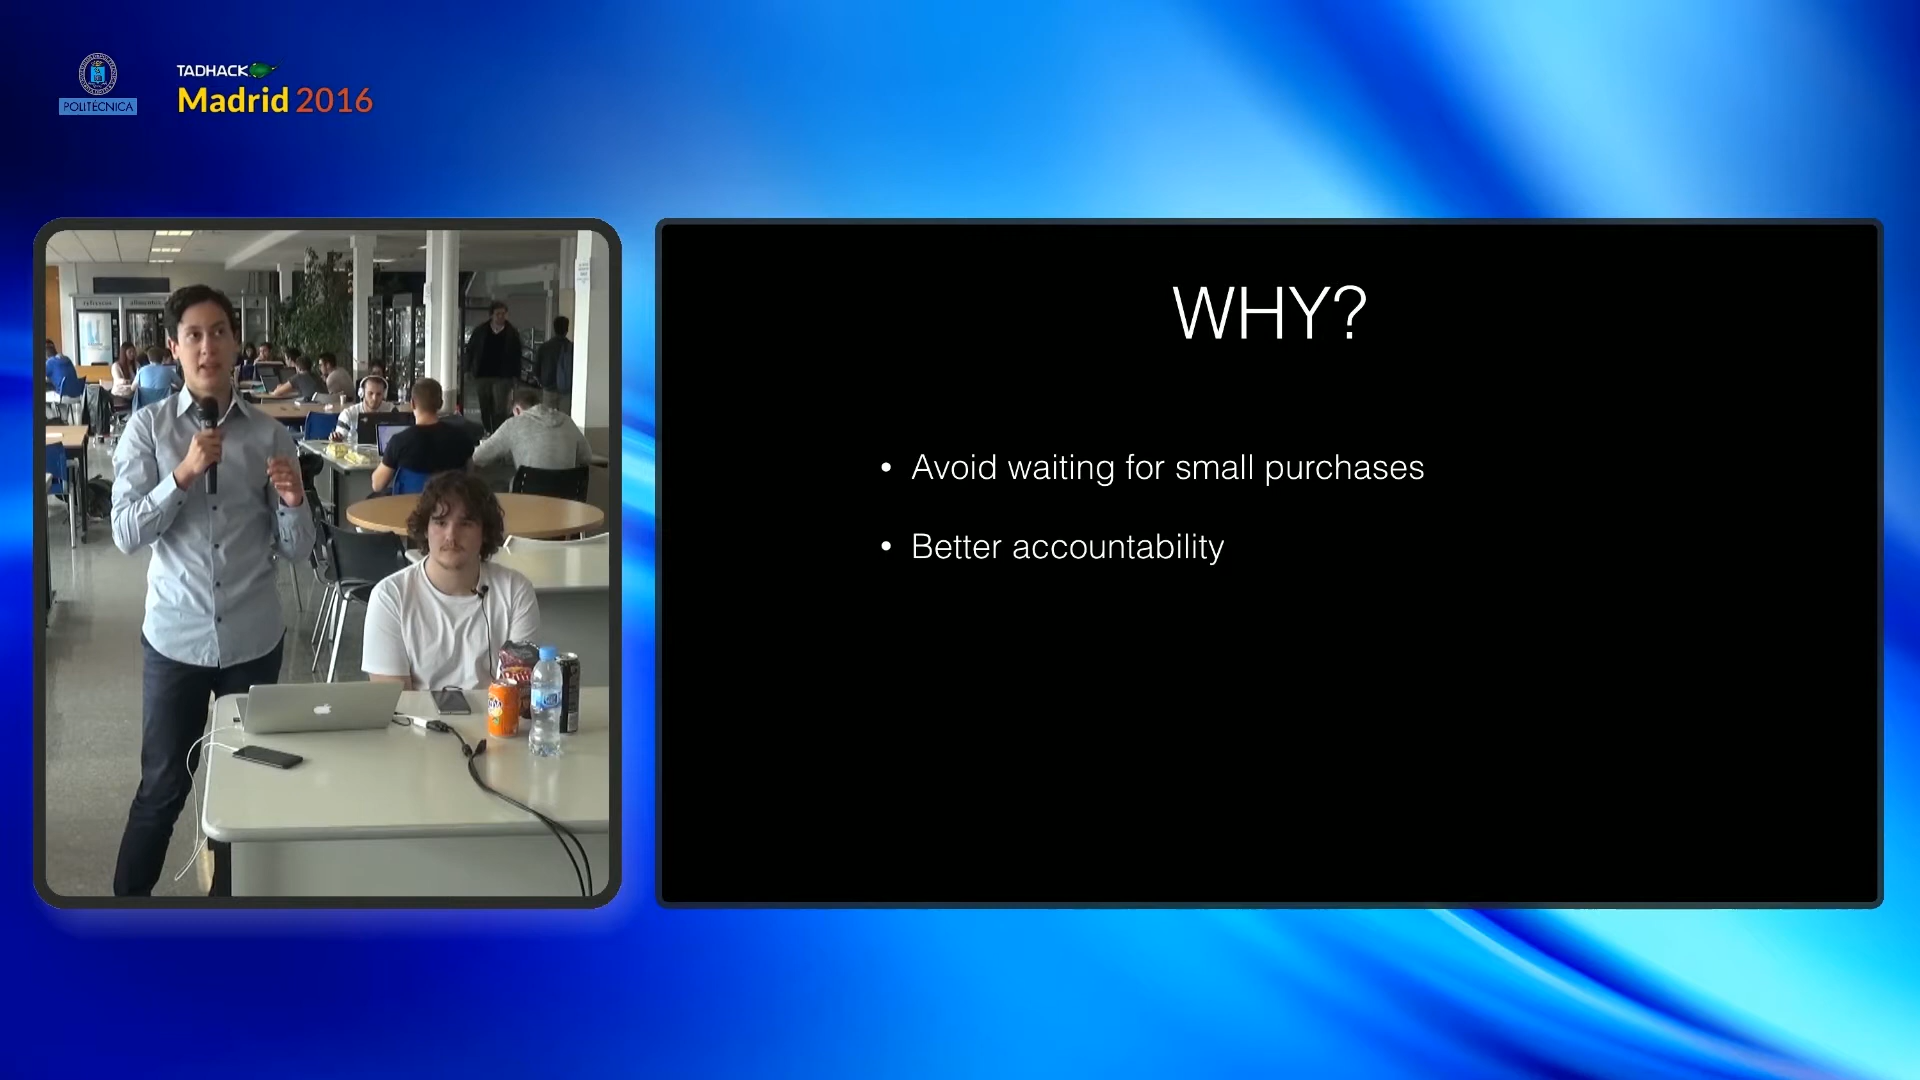 POLITÉCNICA
TADHACK
Madrid 2016
WHY?
• Avoid waiting for small purchases
• Better accountability